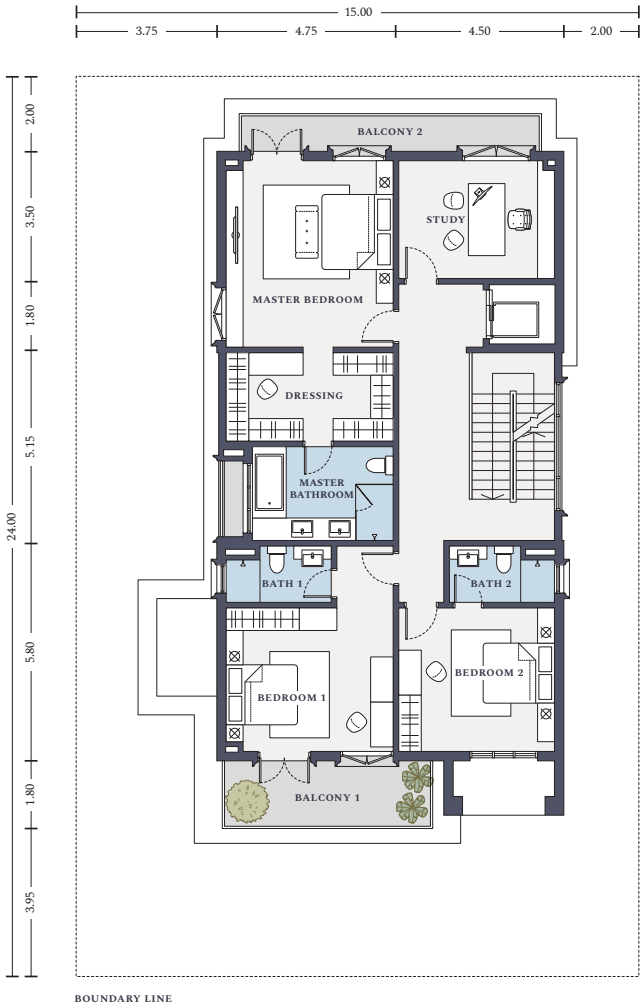 15.00
3.75
4.75
4.50
2.00
2.00
3.50
1.80
5.15
24.00
5.80
1.80
3.95
BALCONY 2
STUDY
MASTER BEDROOM
DRESSING
MASTER
BATHROOM
BATH 1
BATH 2
BEDROOM 1
BEDROOM 2
BALCONY 1
BOUNDARY LINE